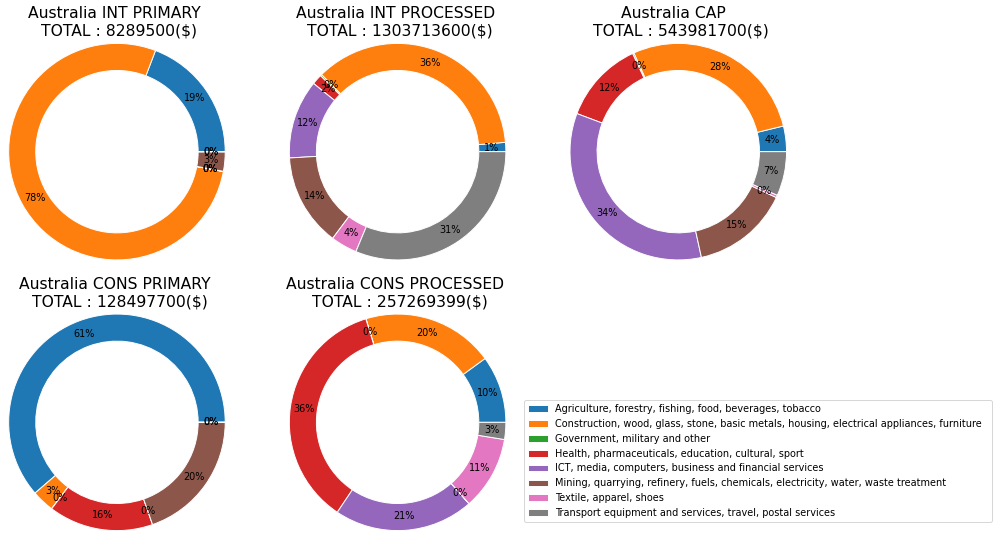 Australia INT PRIMARY
TOTAL : 8289500($)
19%
78%
0%
0%
3%
0%
0%
Australia INT PROCESSED
TOTAL : 1303713600($)
1%
36%
0%
2%
12%
14%
4%
31%
Australia CAP
TOTAL : 543981700($)
4%
28%
0%
12%
34%
15%
0%
7%
Australia CONS PRIMARY
TOTAL : 128497700($)
61%
3%
0%
16%
0%
20%
0%
Australia CONS PROCESSED
TOTAL : 257269399($)
10%
20%
0%
36%
21%
0%
11%
3%
Agriculture, forestry, fishing, food, beverages, tobacco
Construction, wood, glass, stone, basic metals, housing, electrical appliances, furniture
Government, military and other
Health, pharmaceuticals, education, cultural, sport
ICT, media, computers, business and financial services
Mining, quarrying, refinery, fuels, chemicals, electricity, water, waste treatment
Textile, apparel, shoes
Transport equipment and services, travel, postal services